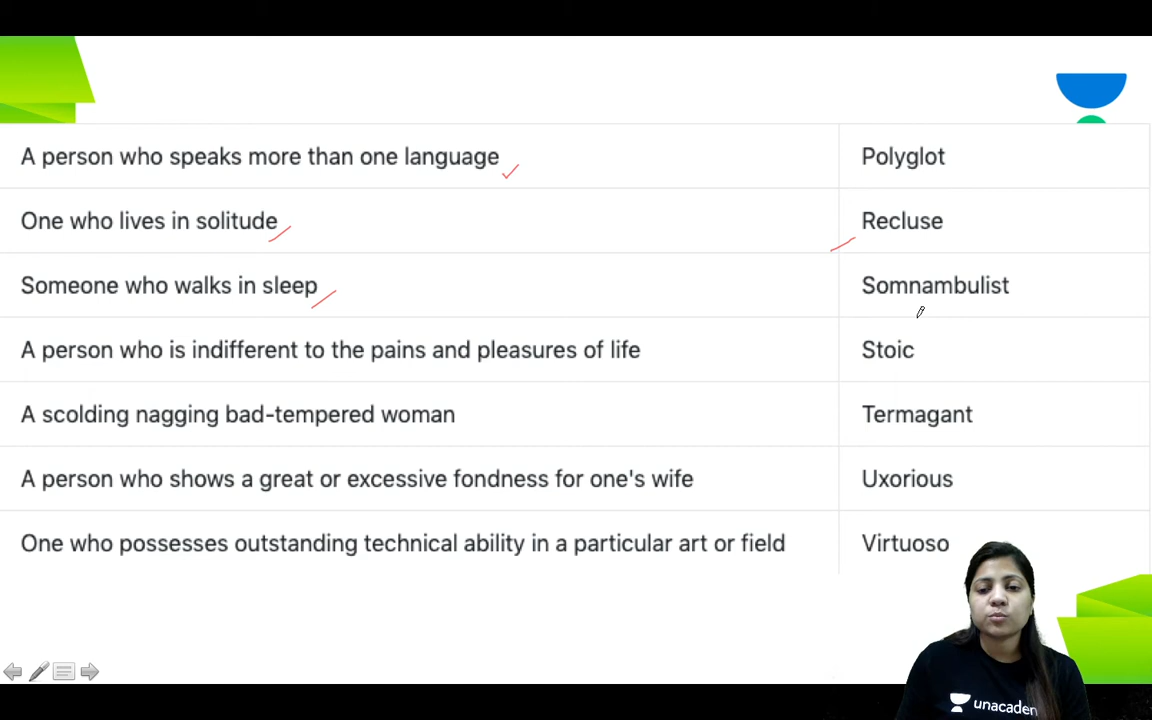 A person who speaks more than one language Polyglot
One who lives in solitude Recluse
Someone who walks in sleep Somnambulist
A person who is indifferent to the pains and pleasures of life Stoic
A scolding nagging bad-tempered woman Termagant
A person who shows a great or excessive fondness for one's wife Uxorious
One who possesses outstanding technical ability in a particular art or field Virtuoso
unacadem